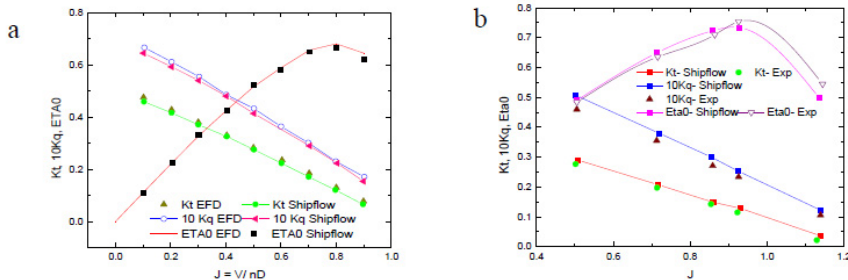 a
Kt, 10Kq, ETA0
0.8
0.6
0.4
0.2
0.0
Kt EFD
Kt Shipflow
10 Kq EFD
10 Kq Shipflow
ETA0 EFD
ETA0 Shipflow
0.0 0.2 0.4 0.6 0.8 1.0
J = V/ nD
b
Kt, 10Kq, Eta0
0.8
0.7
0.6
0.5
0.4
0.3
0.2
0.1
0.0
Kt- Shipflow
Kt- Exp
10Kq- Shipflow
10Kq- Exp
Eta0- Shipflow
Eta0- Exp
0.4 0.6 0.8 1.0 1.2
J